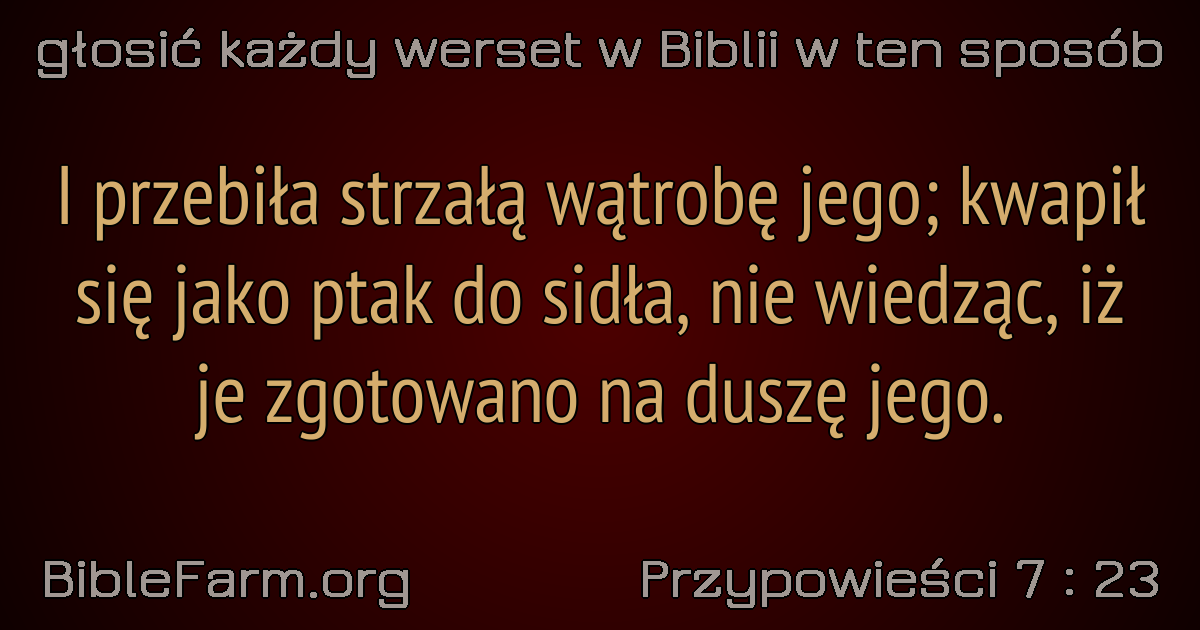 głosić każdy werset w Biblii w ten sposób
I przebiła strzałą wątrobę jego; kwapił
się jako ptak do sidła, nie wiedząc, iż
je zgotowano na duszę jego.
BibleFarm.org
Przypowieści 7 : 23